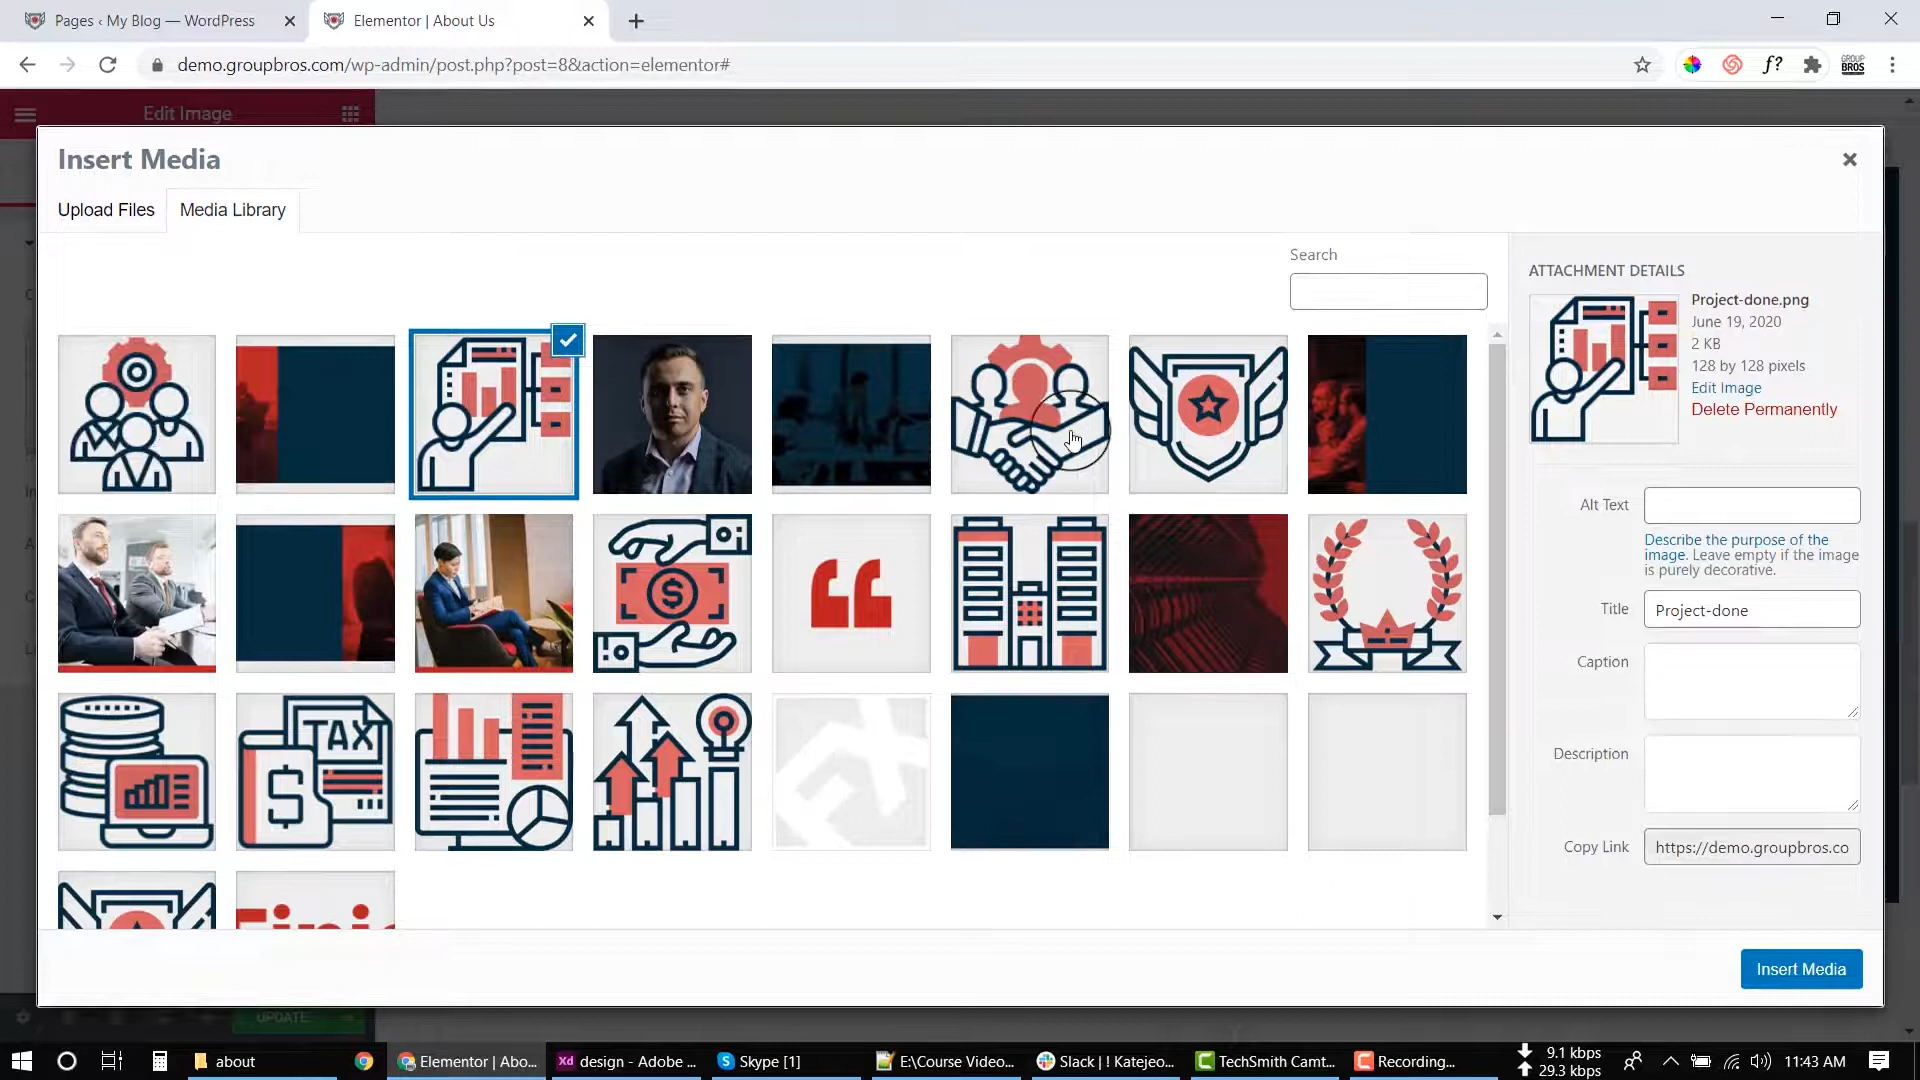 Pages ‹ My Blog — WordPress
Elementor | About Us
demo.groupbros.com/wp-admin/post.php?post=8&action=elementor#
f?
GROUP
BROS
Edit Image
Insert Media
Upload Files
Media Library
Search
ATTACHMENT DETAILS
Project-done.png
June 19, 2020
2 KB
128 by 128 pixels
Edit Image
Delete Permanently
Alt Text
Describe the purpose of the
image. Leave empty if the image
is purely decorative.
Title
Project-done
Caption
Description
Copy Link
https://demo.groupbros.co
TAX
$
$
Insert Media
UPDATE
about
Elementor | Abo...
Xd
design - Adobe ...
Skype [1]
E:\Course Video...
Slack | ! Katejeo...
TechSmith Camt...
Recording...
9.1 kbps
29.3 kbps
11:43 AM